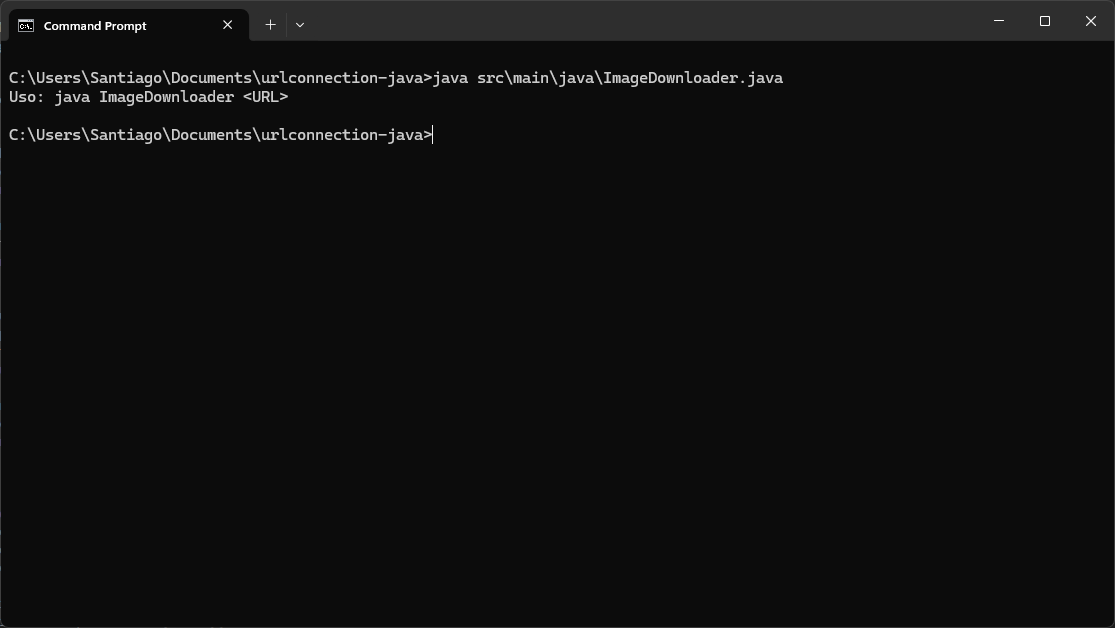 Command Prompt
C:\Users\Santiago\Documents\urlconnection-java>java src\main\java\ImageDownloader.java
Uso: java ImageDownloader <URL>
C:\Users\Santiago\Documents\urlconnection-java>